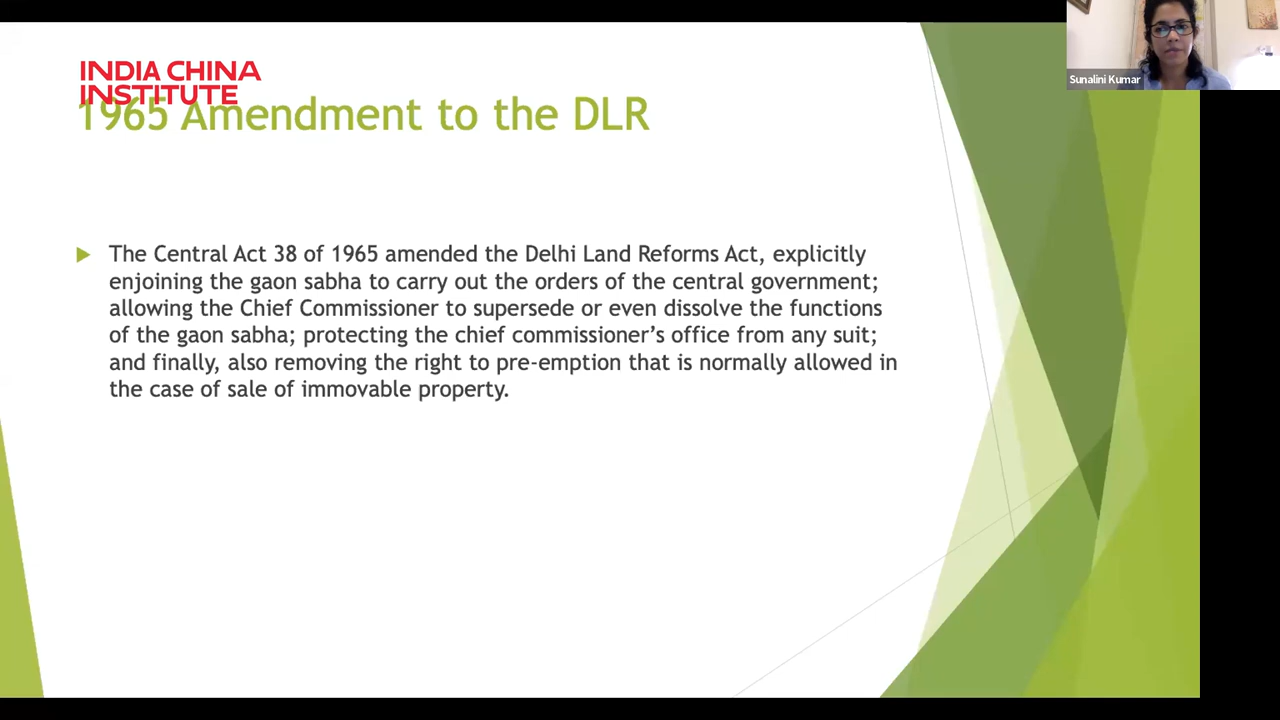 Sunalini Kumar
INDIA CHINA
INSTITUTE
1965 Amendment to the DLR
The Central Act 38 of 1965 amended the Delhi Land Reforms Act, explicitly
enjoining the gaon sabha to carry out the orders of the central government;
allowing the Chief Commissioner to supersede or even dissolve the functions
of the gaon sabha; protecting the chief commissioner’s office from any suit;
and finally, also removing the right to pre-emption that is normally allowed in
the case of sale of immovable property.